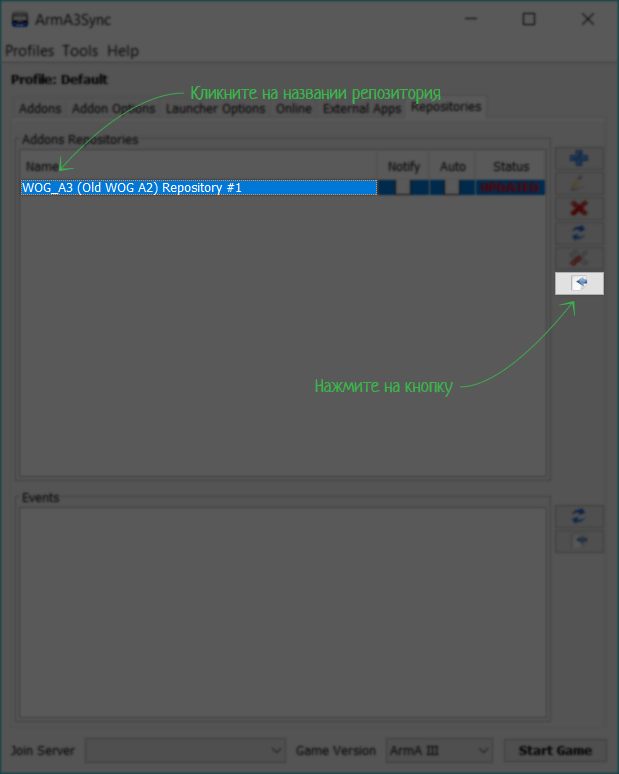 ArmA3Sync
Profiles Tools Help
Profile: Default
Кликните на названии репозитория
Addons Addon Options Launcher Options Online External Apps Repositories
Addons Repositories
Name Notify Auto Status
WOG_A3 (Old WOG A2) Repository #1 UPDATED
Нажмите на кнопку
Events
Join Server Game Version ArmA III Start Game